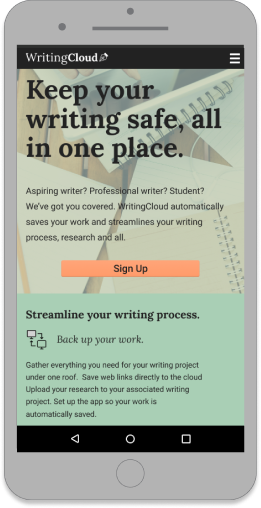 WritingCloud
Keep your
writing safe, all
in one place.
Aspiring writer? Professional writer? Student?
We've got you covered. WritingCloud automatically
saves your work and streamlines your writing
process, research and all.
Sign Up
Streamline your writing process.
Back up your work.
Gather everything you need for your writing project
under one roof. Save web links directly to the cloud
Upload your research to your associated writing
project. Set up the app so your work is
automatically saved.